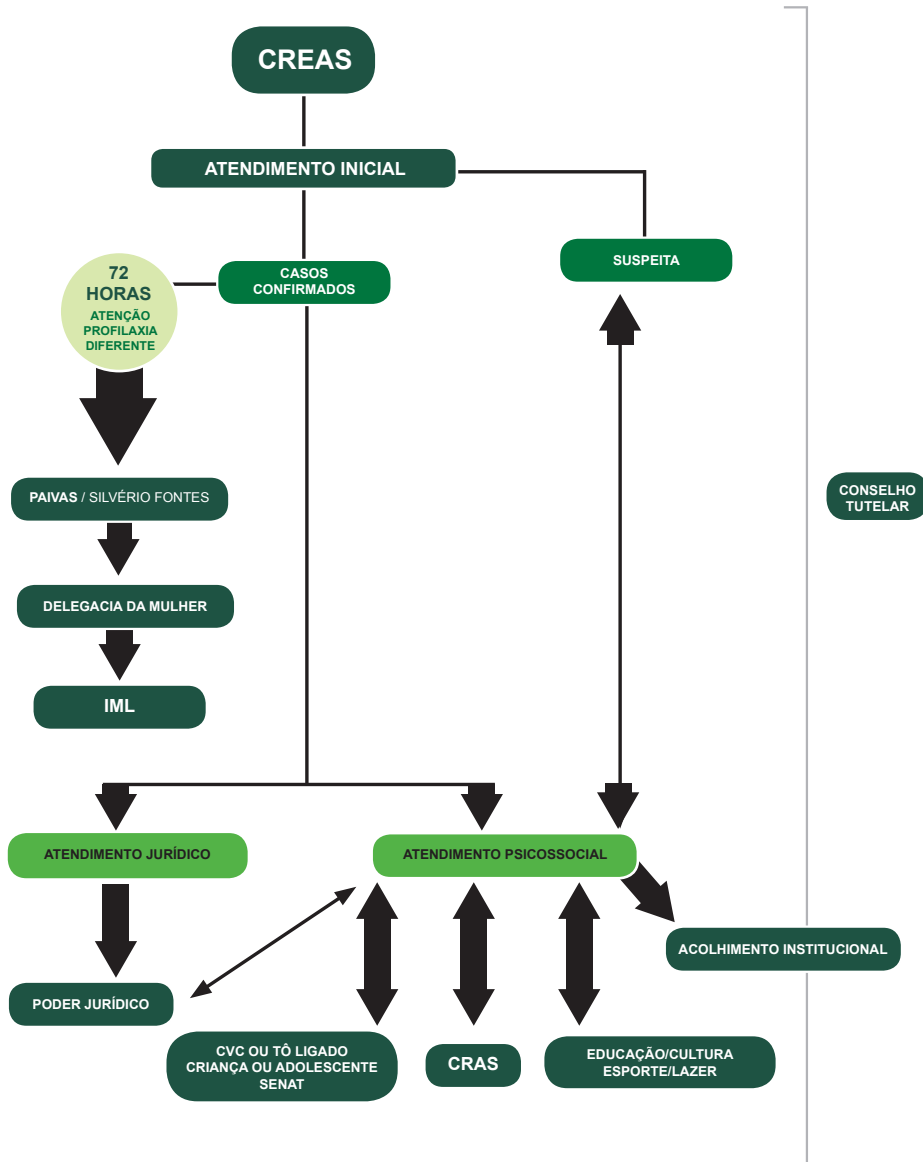 CREAS
ATENDIMENTO INICIAL
CASOS
CONFIRMADOS
SUSPEITA
72
HORAS
ATENÇÃO
PROFILAXIA
DIFERENTE
PAIVAS / SILVÉRIO FONTES
CONSELHO
TUTELAR
DELEGACIA DA MULHER
IML
ATENDIMENTO JURÍDICO
ATENDIMENTO PSICOSSOCIAL
ACOLHIMENTO INSTITUCIONAL
PODER JURÍDICO
CVC OU TÔ LIGADO
CRIANÇA OU ADOLESCENTE
SENAT
CRAS
EDUCAÇÃO/CULTURA
ESPORTE/LAZER